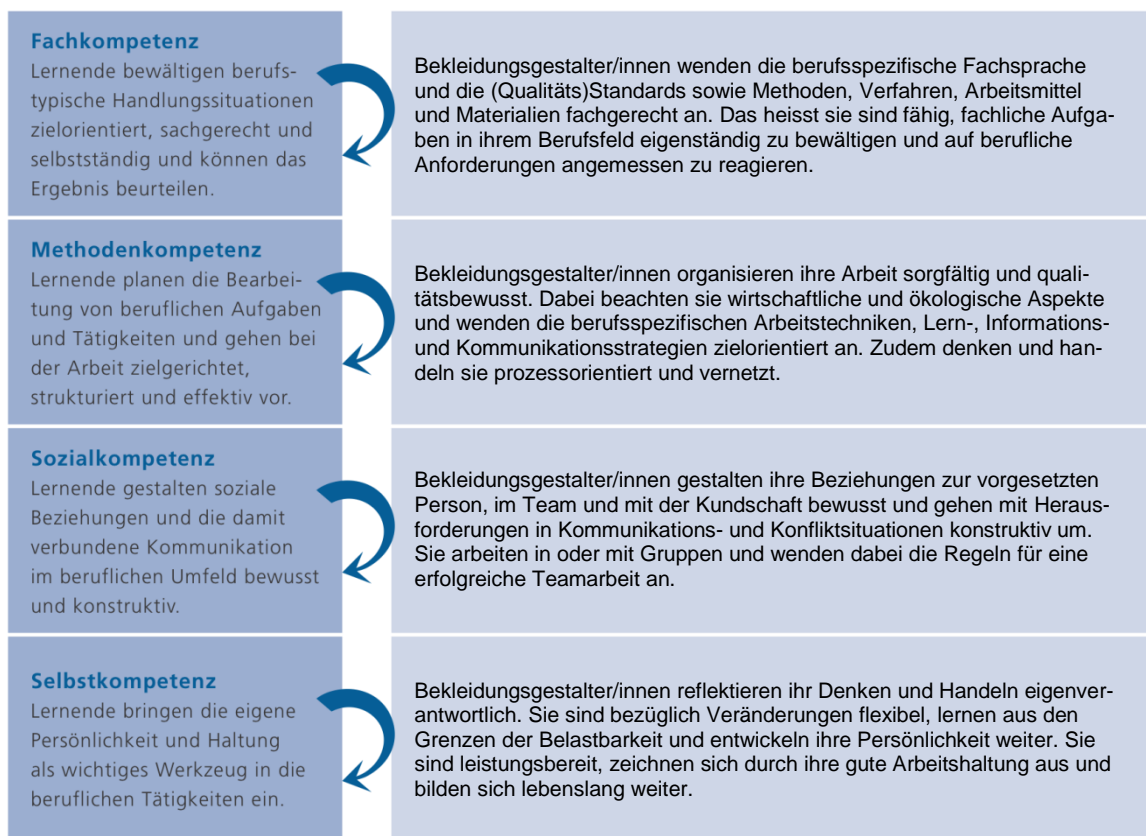 Fachkompetenz
Lernende bewältigen berufs-
typische Handlungssituationen
zielorientiert, sachgerecht und
selbstständig und können das
Ergebnis beurteilen.
Bekleidungsgestalter/innen wenden die berufsspezifische Fachsprache
und die (Qualitäts)Standards sowie Methoden, Verfahren, Arbeitsmittel
und Materialien fachgerecht an. Das heisst sie sind fähig, fachliche Aufga-
ben in ihrem Berufsfeld eigenständig zu bewältigen und auf berufliche
Anforderungen angemessen zu reagieren.
Methodenkompetenz
Lernende planen die Bearbei-
tung von beruflichen Aufgaben
und Tätigkeiten und gehen bei
der Arbeit zielgerichtet,
strukturiert und effektiv vor.
Bekleidungsgestalter/innen organisieren ihre Arbeit sorgfältig und quali-
tätsbewusst. Dabei beachten sie wirtschaftliche und ökologische Aspekte
und wenden die berufsspezifischen Arbeitstechniken, Lern-, Informations-
und Kommunikationsstrategien zielorientiert an. Zudem denken und han-
deln sie prozessorientiert und vernetzt.
Sozialkompetenz
Lernende gestalten soziale
Beziehungen und die damit
verbundene Kommunikation
im beruflichen Umfeld bewusst
und konstruktiv.
Bekleidungsgestalter/innen gestalten ihre Beziehungen zur vorgesetzten
Person, im Team und mit der Kundschaft bewusst und gehen mit Heraus-
forderungen in Kommunikations- und Konfliktsituationen konstruktiv um.
Sie arbeiten in oder mit Gruppen und wenden dabei die Regeln für eine
erfolgreiche Teamarbeit an.
Selbstkompetenz
Lernende bringen die eigene
Persönlichkeit und Haltung
als wichtiges Werkzeug in die
beruflichen Tätigkeiten ein.
Bekleidungsgestalter/innen reflektieren ihr Denken und Handeln eigenver-
antwortlich. Sie sind bezüglich Veränderungen flexibel, lernen aus den
Grenzen der Belastbarkeit und entwickeln ihre Persönlichkeit weiter. Sie
sind leistungsbereit, zeichnen sich durch ihre gute Arbeitshaltung aus und
bilden sich lebenslang weiter.